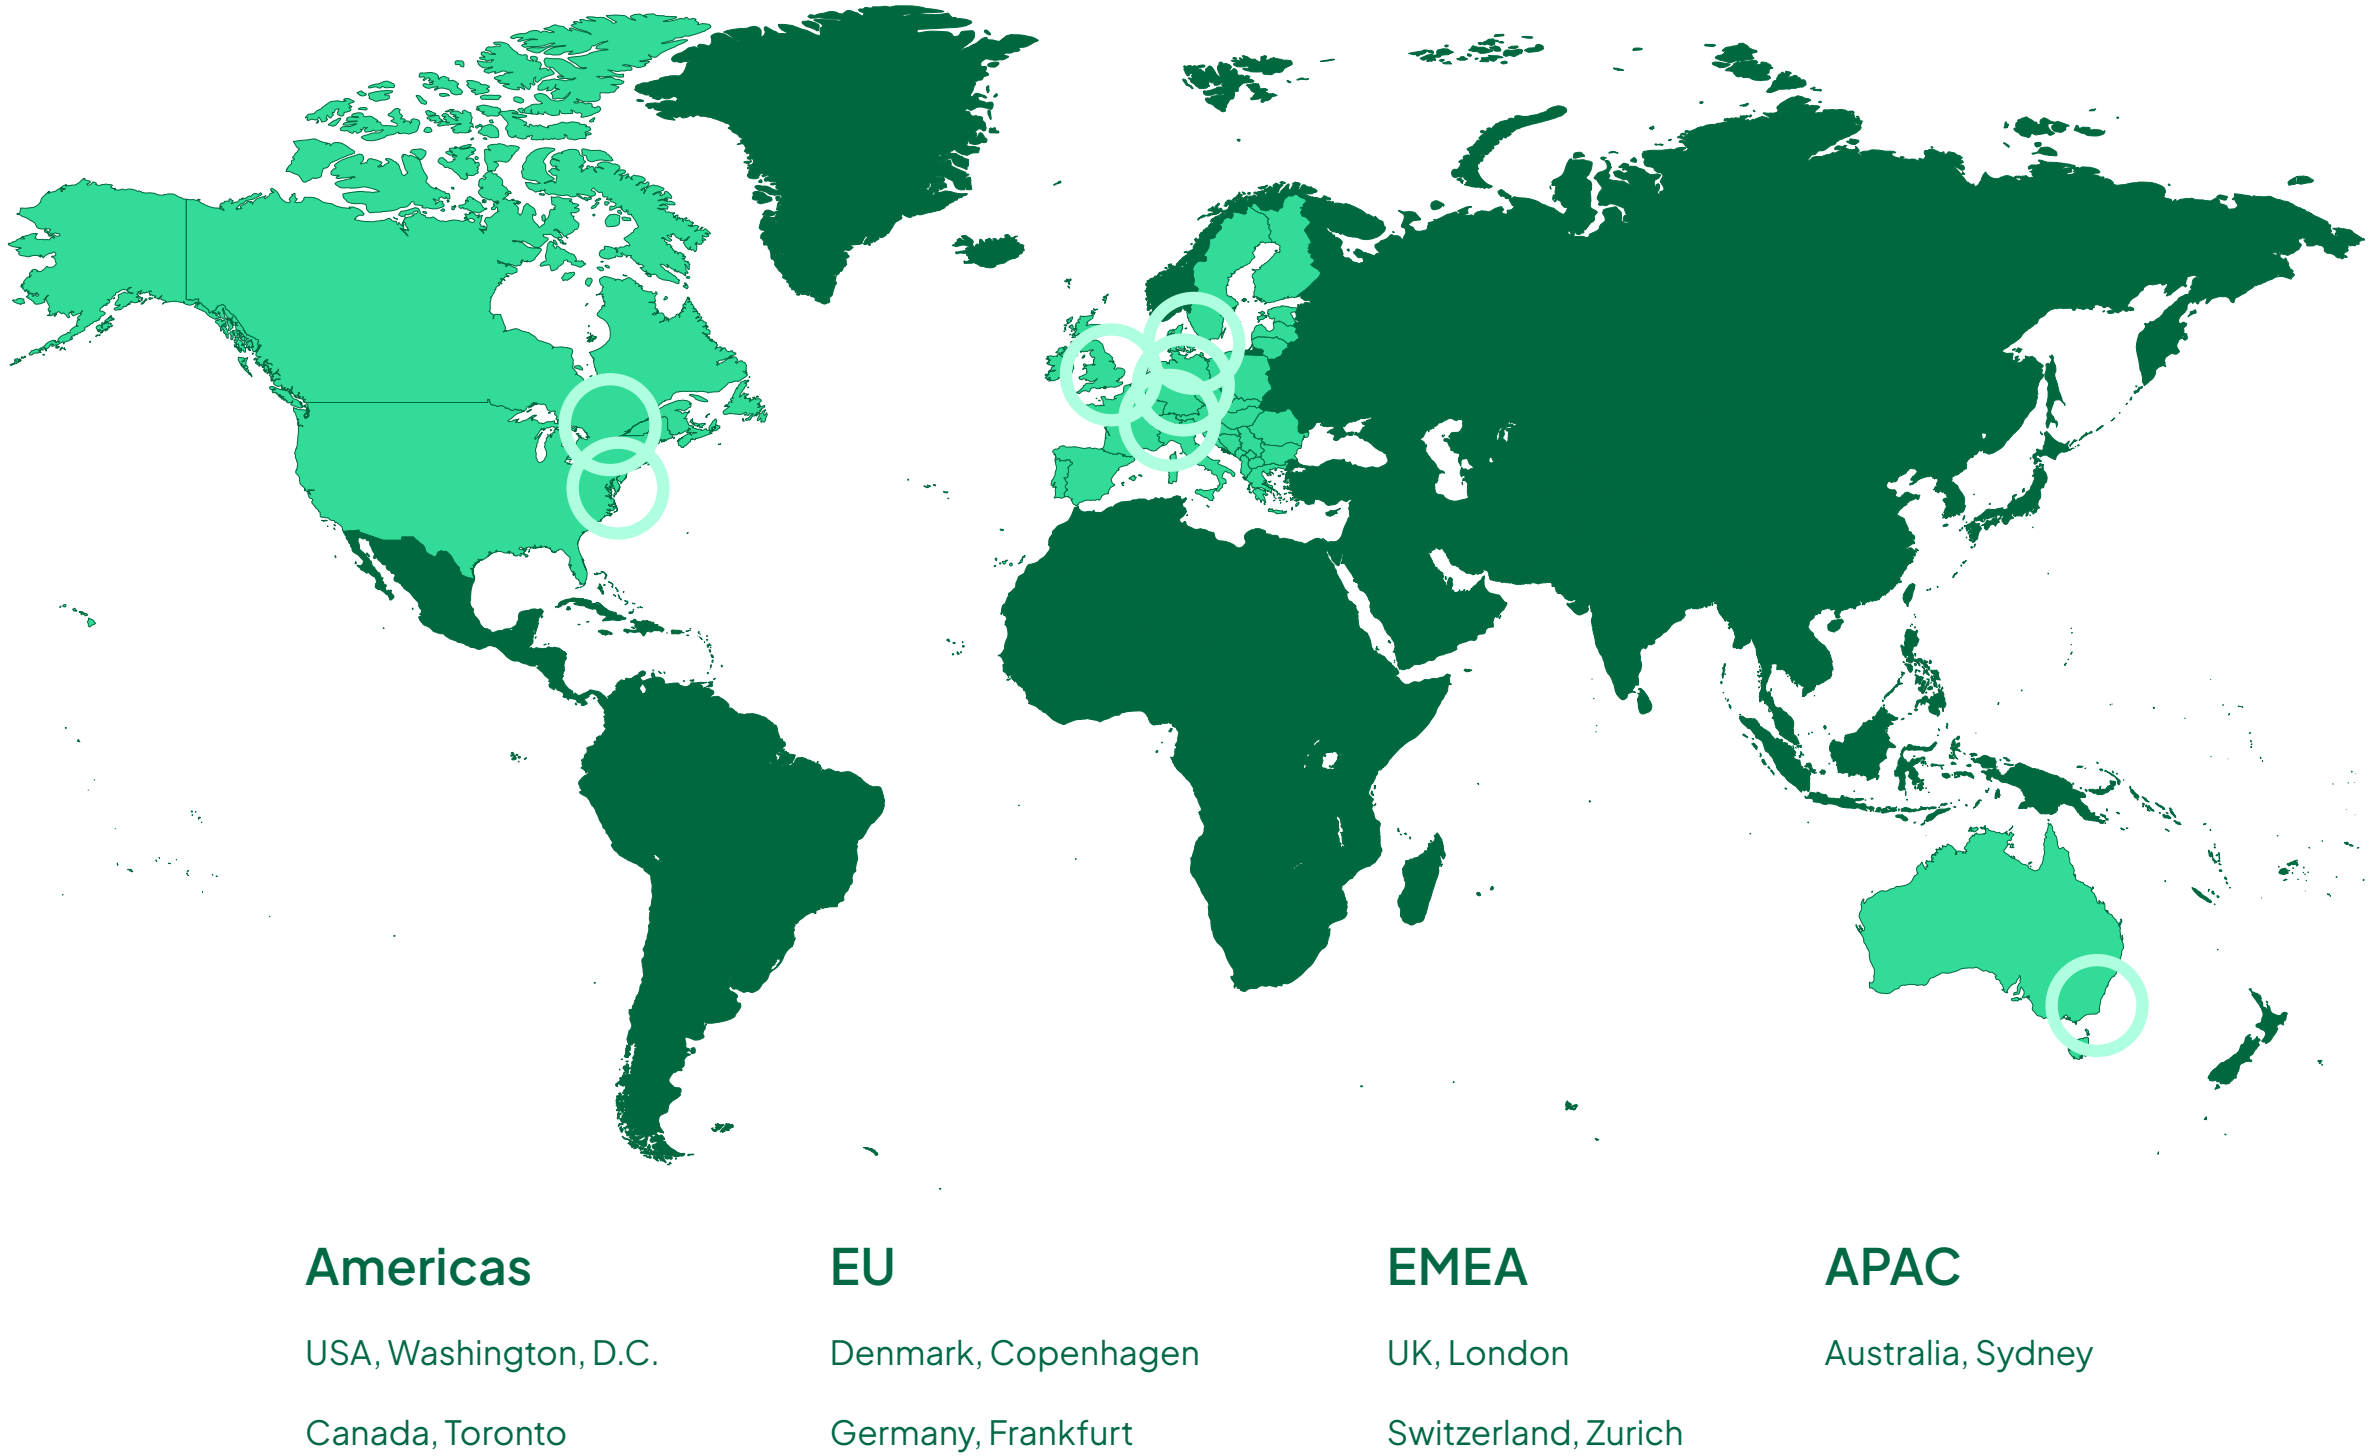 Americas
USA, Washington, D.C.
Canada, Toronto
EU
Denmark, Copenhagen
Germany, Frankfurt
EMEA
UK, London
Switzerland, Zurich
APAC
Australia, Sydney